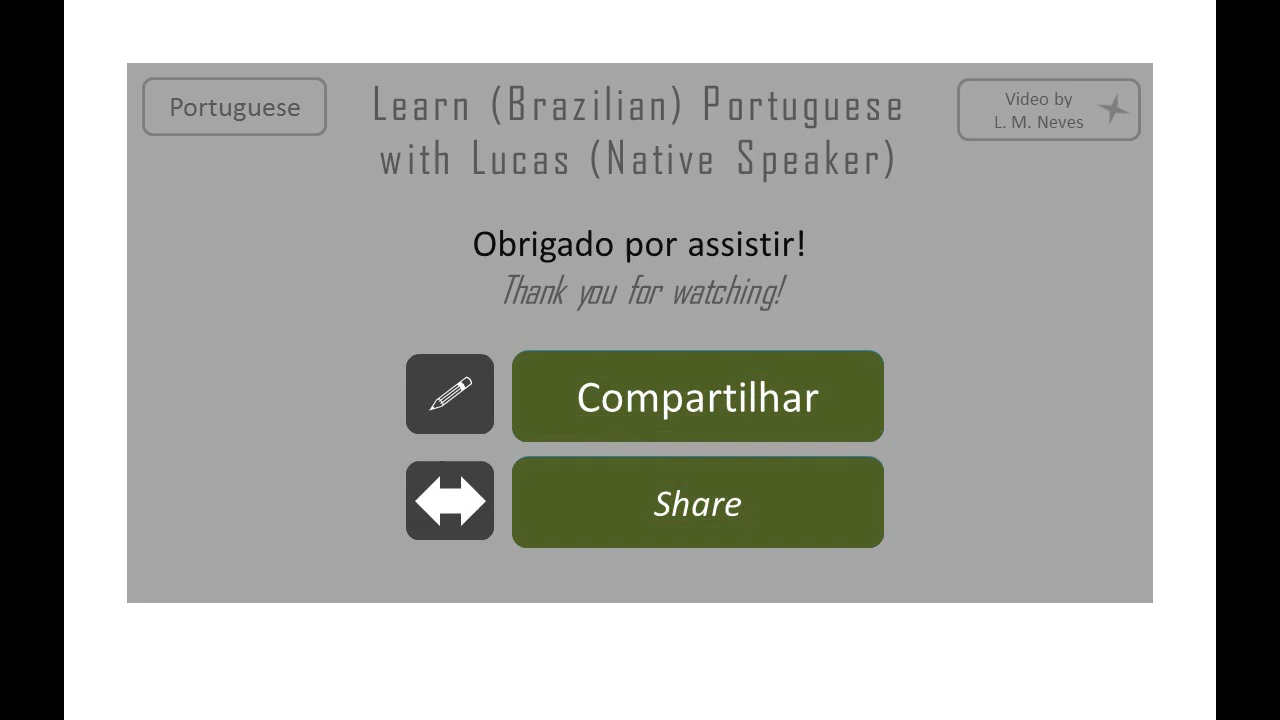 Portuguese
Learn (Brazilian) Portuguese
with Lucas (Native Speaker)
Video by
L. M. Neves
Obrigado por assistir!
Thank you for watching!
Compartilhar
Share